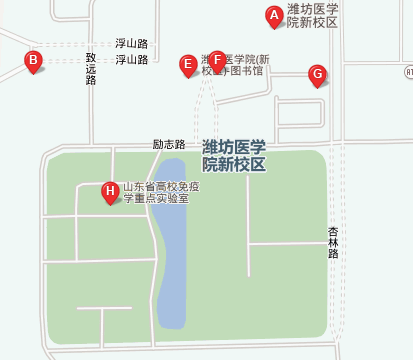 A
潍坊医学
院新校区
浮山路
浮山路
B
致远路
E
F
潍坊医学院(新
校区)图书馆
G
励志路
潍坊医学
院新校区
H
山东省高校免疫
学重点实验室
杏林路